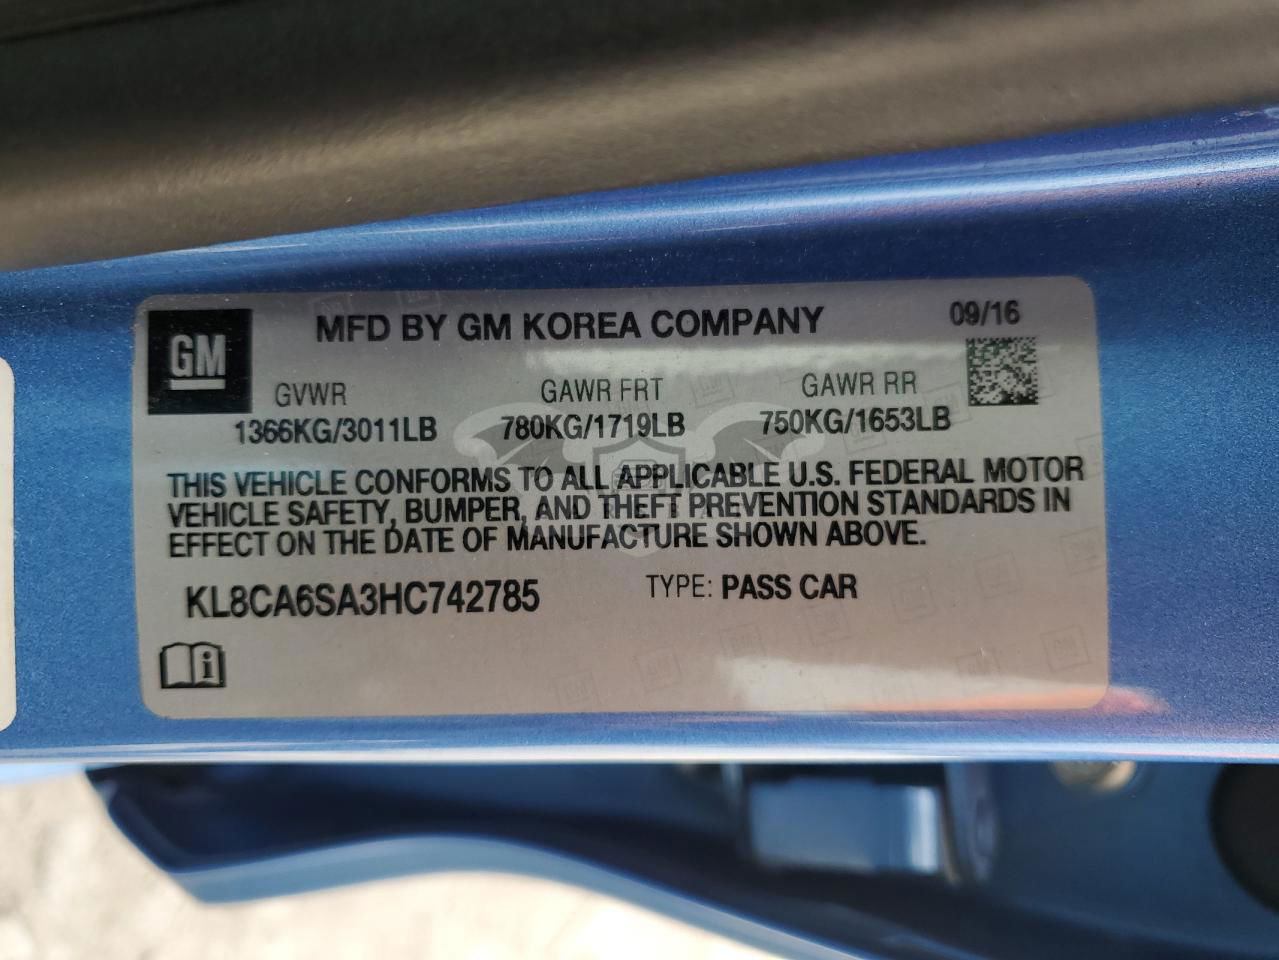 GM
MFD BY GM KOREA COMPANY
09/16
GVWR GAWR FRT GAWR RR
1366KG/3011LB 780KG/1719LB 750KG/1653LB
THIS VEHICLE CONFORMS TO ALL APPLICABLE U.S. FEDERAL MOTOR
VEHICLE SAFETY, BUMPER, AND THEFT PREVENTION STANDARDS IN
EFFECT ON THE DATE OF MANUFACTURE SHOWN ABOVE.
KL8CA6SA3HC742785 TYPE: PASS CAR